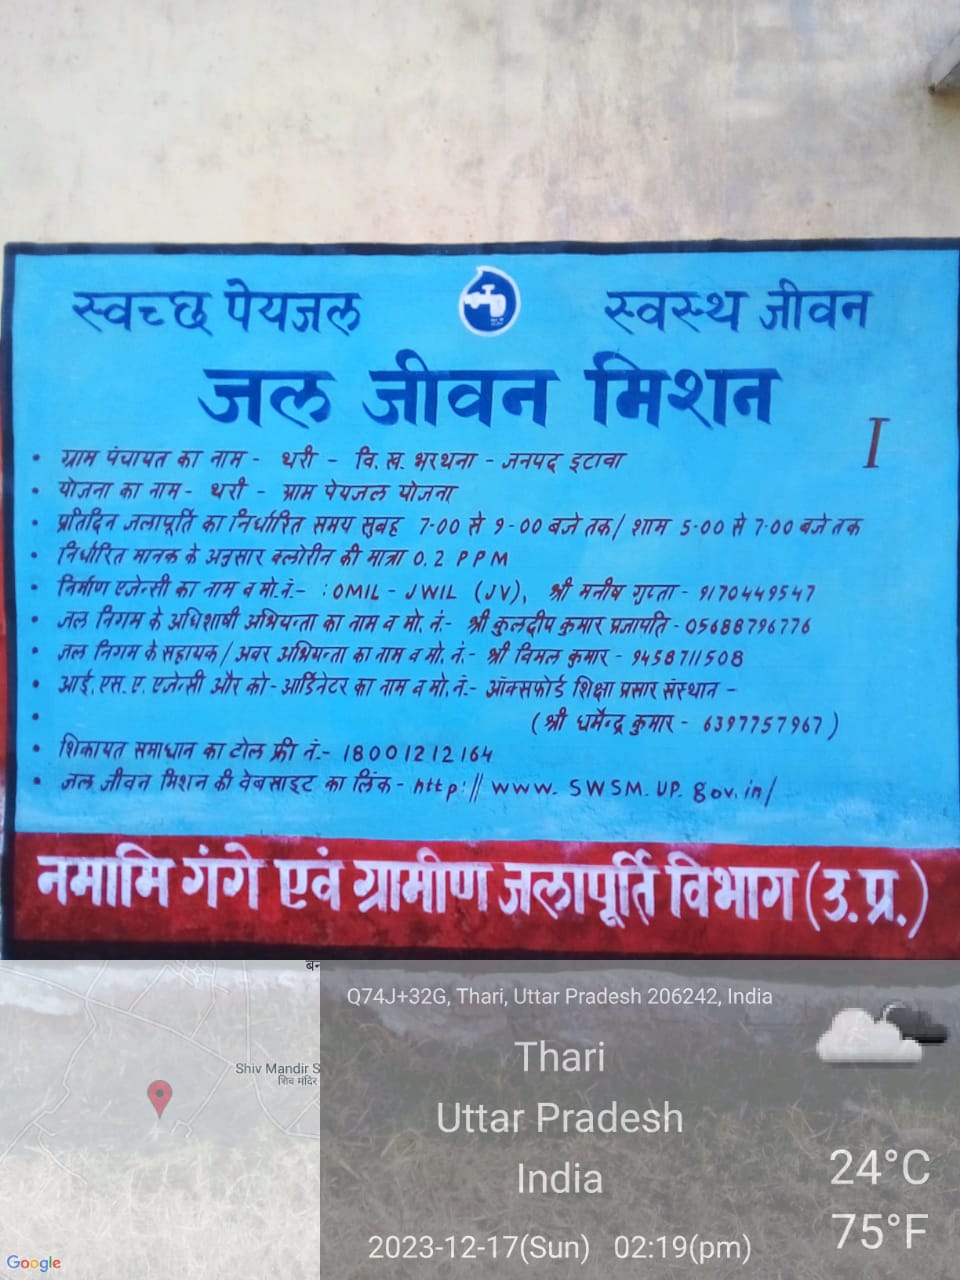 स्वच्छ पेयजल स्वस्थ जीवन
जल जीवन मिशन
I
• ग्राम पंचायत का नाम - थरी - वि. ख. भरथना - जनपद इटावा
• योजना का नाम - थरी - ग्राम पेयजल योजना
• प्रतिदिन जलापूर्ति का निर्धारित समय सुबह 7-00 से 9-00 बजे तक/ शाम 5-00 से 7-00 बजे तक
• निर्धारित मानक के अनुसार क्लोरीन की मात्रा 0.2 PPM
• निर्माण एजेन्सी का नाम व मो.नं.- : OMIL - JWIL (JV), श्री मनीष गुप्ता - 9170449547
• जल निगम के अधिशाषी अभियन्ता का नाम व मो. नं.- श्री कुलदीप कुमार प्रजापति - 05688796776
• जल निगम के सहायक / अवर अभियन्ता का नाम व मो. नं.- श्री विमल कुमार - 9458711508
• आई. एस. ए. एजेन्सी और को-आर्डिनेटर का नाम व मो. नं.- ऑक्सफोर्ड शिक्षा प्रसार संस्थान -
• (श्री धर्मेन्द्र कुमार - 6397757967)
• शिकायत समाधान का टोल फ्री नं.- 18001212164
• जल जीवन मिशन की वेबसाइट का लिंक - http:// www. SWSM. UP. gov.in/
नमामि गंगे एवं ग्रामीण जलापूर्ति विभाग (उ.प्र.)
Q74J+32G, Thari, Uttar Pradesh 206242, India
Thari
Uttar Pradesh
India
2023-12-17(Sun) 02:19(pm)
24°C
75°F
Shiv Mandir S
शिव मंदिर
Google